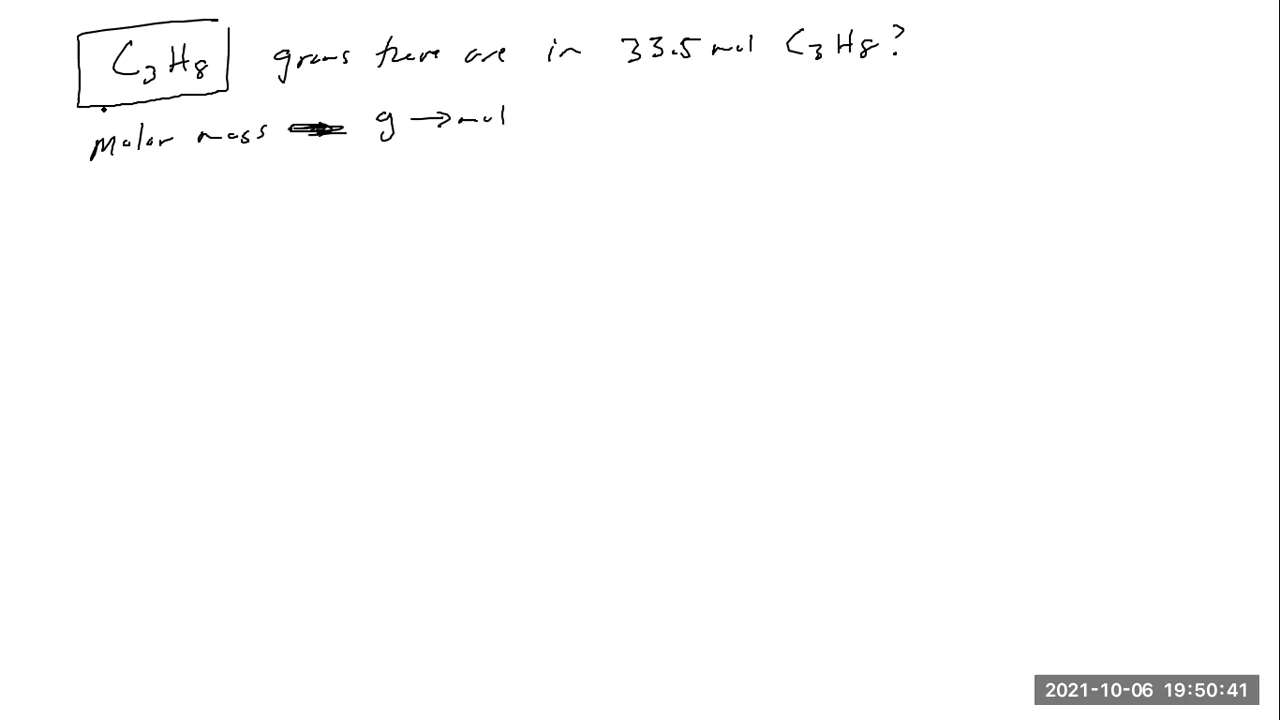 C₃H₈ grams there are in 33.5 mol C₃H₈?
Molar mass g → mol
2021-10-06 19:50:41